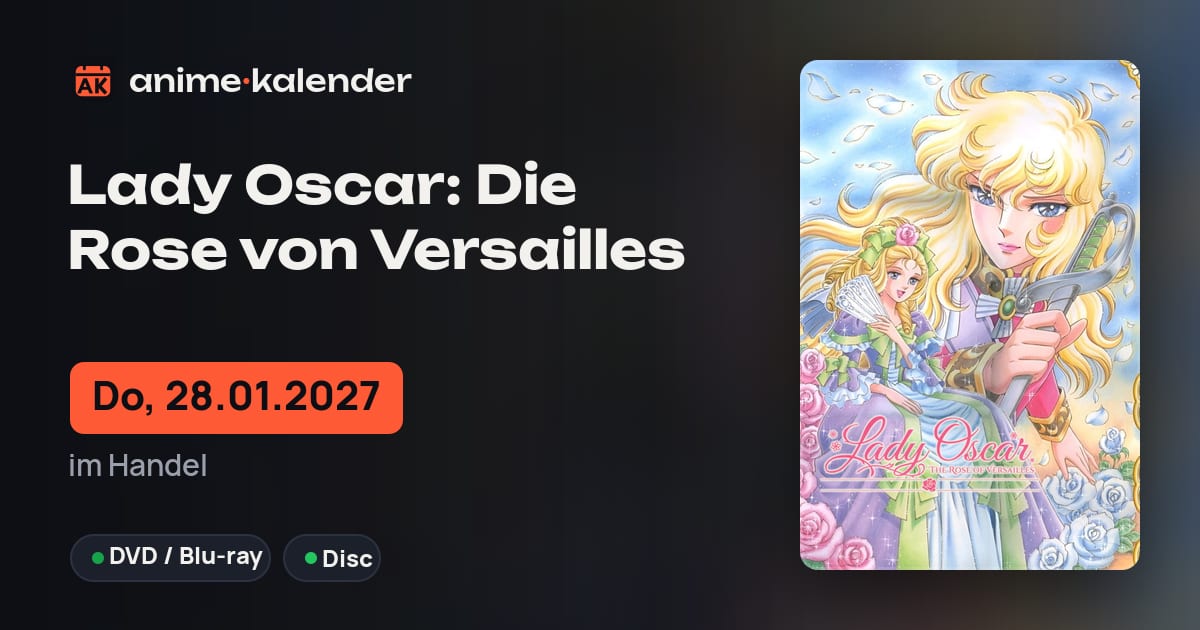 AK
anime·kalender
Lady Oscar: Die
Rose von Versailles
Do, 28.01.2027
im Handel
DVD / Blu-ray
Disc
Lady Oscar
THE ROSE OF VERSAILLES